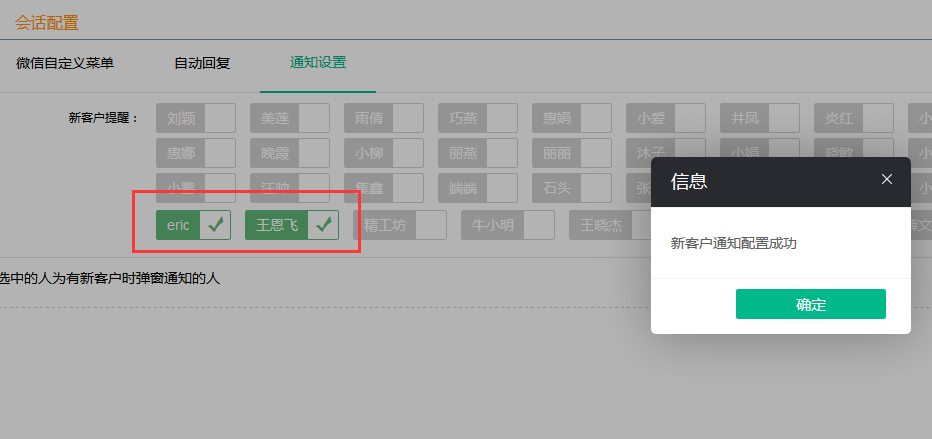 会话配置
微信自定义菜单 自动回复 通知设置
新客户提醒： 刘颖 美莲 雨倩 巧燕 惠娟 小爱 井凤 炎红 小
惠娜 晚霞 小柳 丽燕 丽丽 沐子 小娟 晓敏 小
小鹏 汪帅 集鑫 端端 石头 张
eric 王恩飞 精工坊 牛小明 王晓杰 文
选中的人为有新客户时弹窗通知的人
信息
新客户通知配置成功
确定